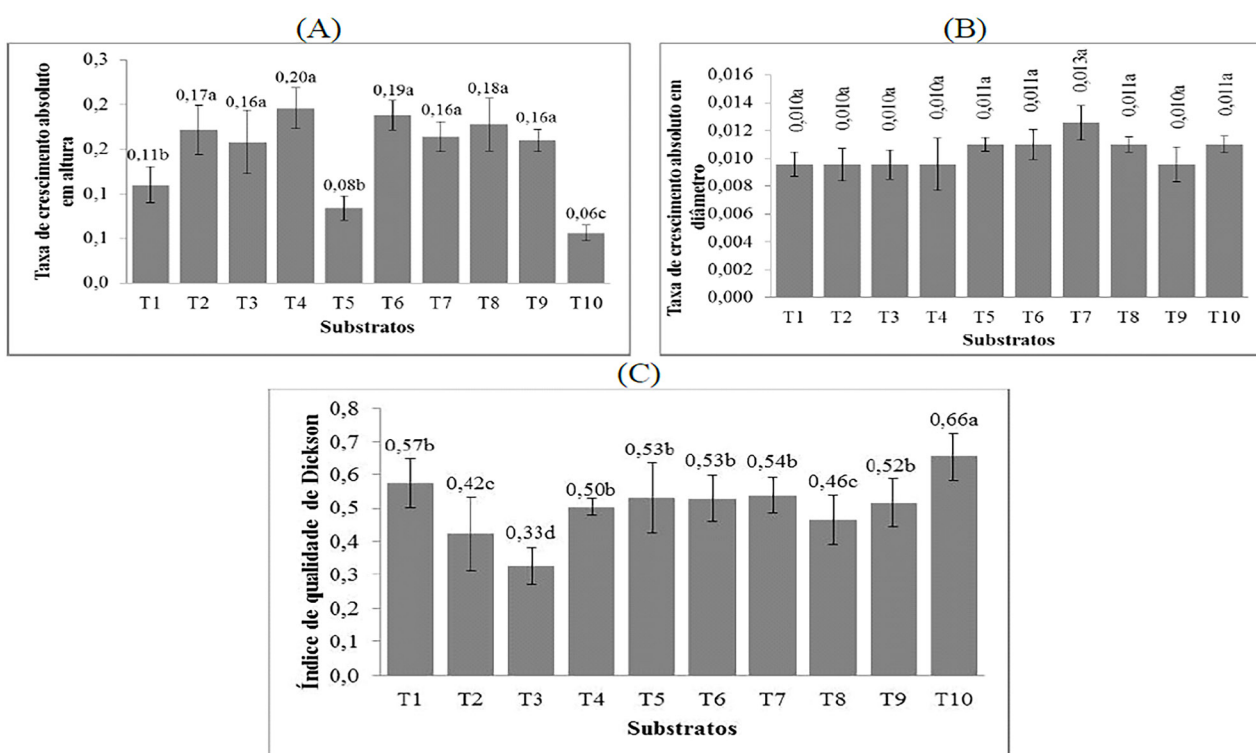 (A)
Taxa de crescimento absoluto
em altura
0,3
0,2
0,2
0,1
0,1
0,0
0,11b
0,17a
0,16a
0,20a
0,08b
0,19a
0,16a
0,18a
0,16a
0,06c
T1 T2 T3 T4 T5 T6 T7 T8 T9 T10
Substratos
(B)
Taxa de crescimento absoluto em
diâmetro
0,016
0,014
0,012
0,010
0,008
0,006
0,004
0,002
0,000
0,010a
0,010a
0,010a
0,010a
0,011a
0,011a
0,013a
0,011a
0,010a
0,011a
T1 T2 T3 T4 T5 T6 T7 T8 T9 T10
Substratos
(C)
Índice de qualidade de Dickson
0,8
0,7
0,6
0,5
0,4
0,3
0,2
0,1
0,0
0,57b
0,42c
0,33d
0,50b
0,53b
0,53b
0,54b
0,46c
0,52b
0,66a
T1 T2 T3 T4 T5 T6 T7 T8 T9 T10
Substratos